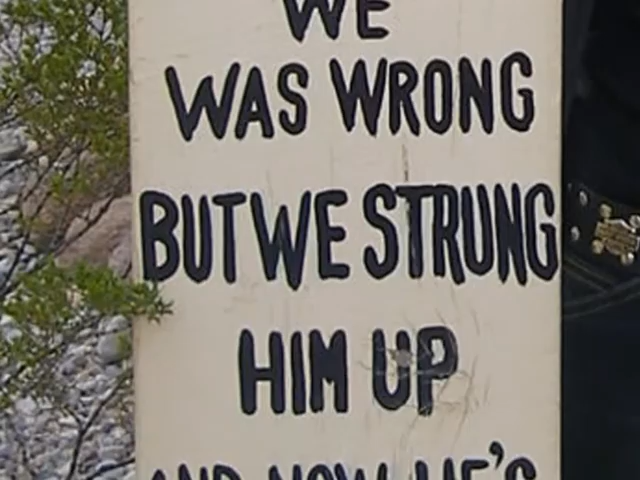 WE
WAS WRONG
BUT WE STRUNG
HIM UP
AND NOW HE'S